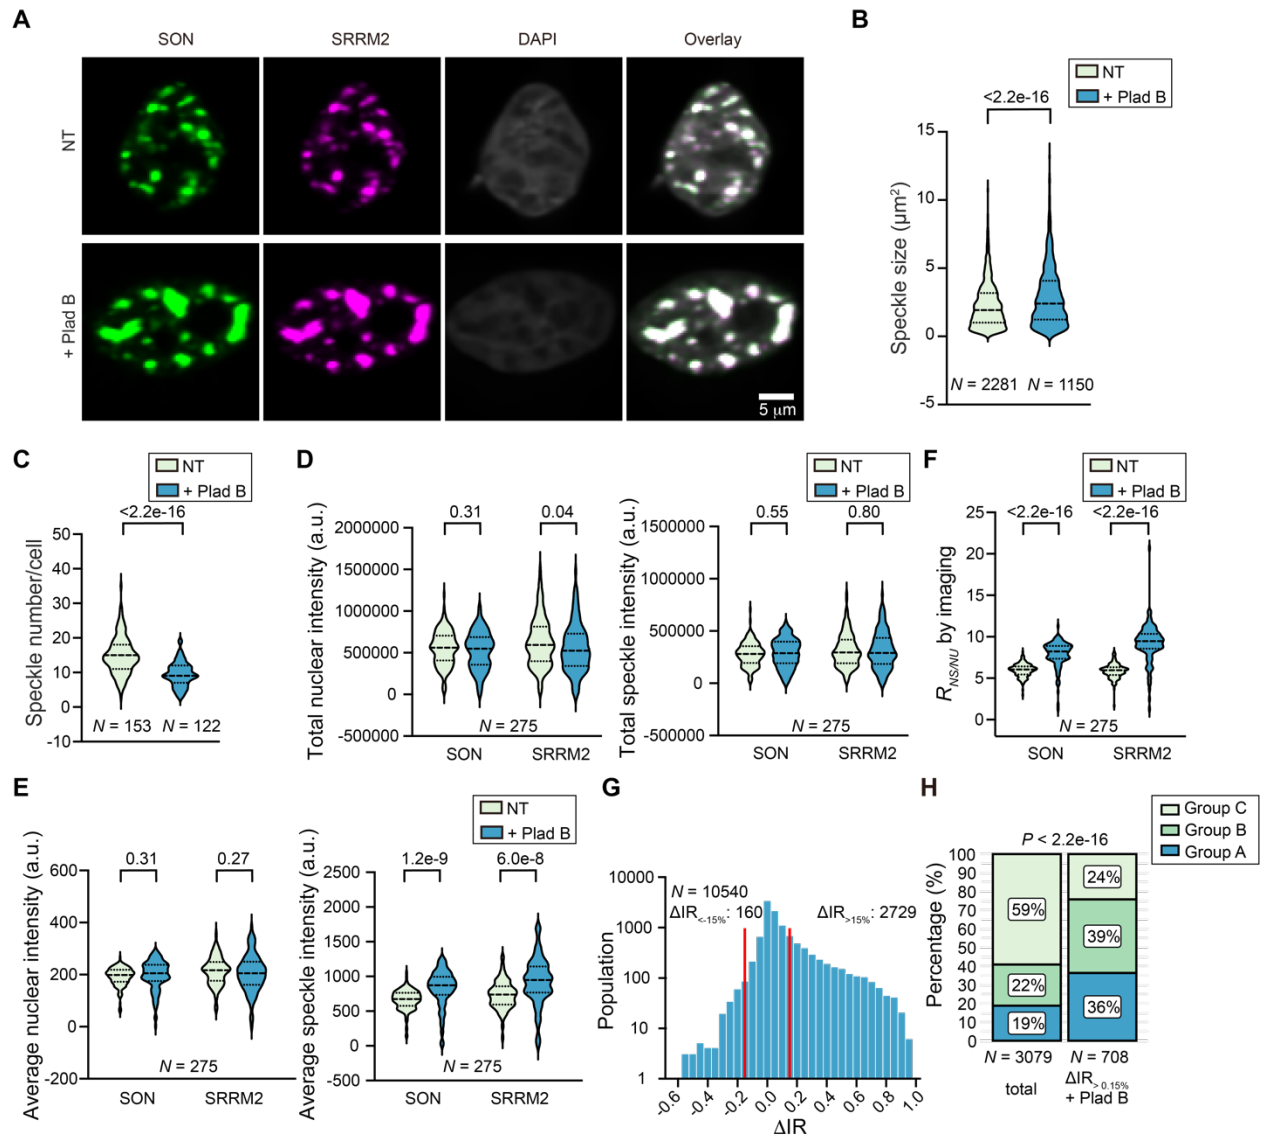 A
SON
SRRM2
DAPI
Overlay
NT
+ Plad B
5 μm
B
NT
+ Plad B
<2.2e-16
Speckle size (μm²)
15
10
5
0
-5
N = 2281
N = 1150
C
NT
+ Plad B
<2.2e-16
Speckle number/cell
50
40
30
20
10
0
-10
N = 153
N = 122
D
NT
+ Plad B
0.31
0.04
Total nuclear intensity (a.u.)
2000000
1500000
1000000
500000
0
-500000
N = 275
SON
SRRM2
NT
+ Plad B
0.55
0.80
Total speckle intensity (a.u.)
1500000
1000000
500000
0
-500000
N = 275
SON
SRRM2
F
NT
+ Plad B
<2.2e-16
<2.2e-16
R NS/NU by imaging
25
20
15
10
5
0
N = 275
SON
SRRM2
E
0.31
0.27
Average nuclear intensity (a.u.)
600
400
200
0
-200
N = 275
SON
SRRM2
NT
+ Plad B
1.2e-9
6.0e-8
Average speckle intensity (a.u.)
2500
2000
1500
1000
500
0
-500
N = 275
SON
SRRM2
G
N = 10540
ΔIR<-15%: 160
ΔIR>15%: 2729
Population
10000
1000
100
10
1
-0.6
-0.4
-0.2
0.0
0.2
0.4
0.6
0.8
1.0
ΔIR
H
Group C
Group B
Group A
P < 2.2e-16
Percentage (%)
100
90
80
70
60
50
40
30
20
10
0
59%
22%
19%
24%
39%
36%
N = 3079
N = 708
total
ΔIR> 0.15%
+ Plad B